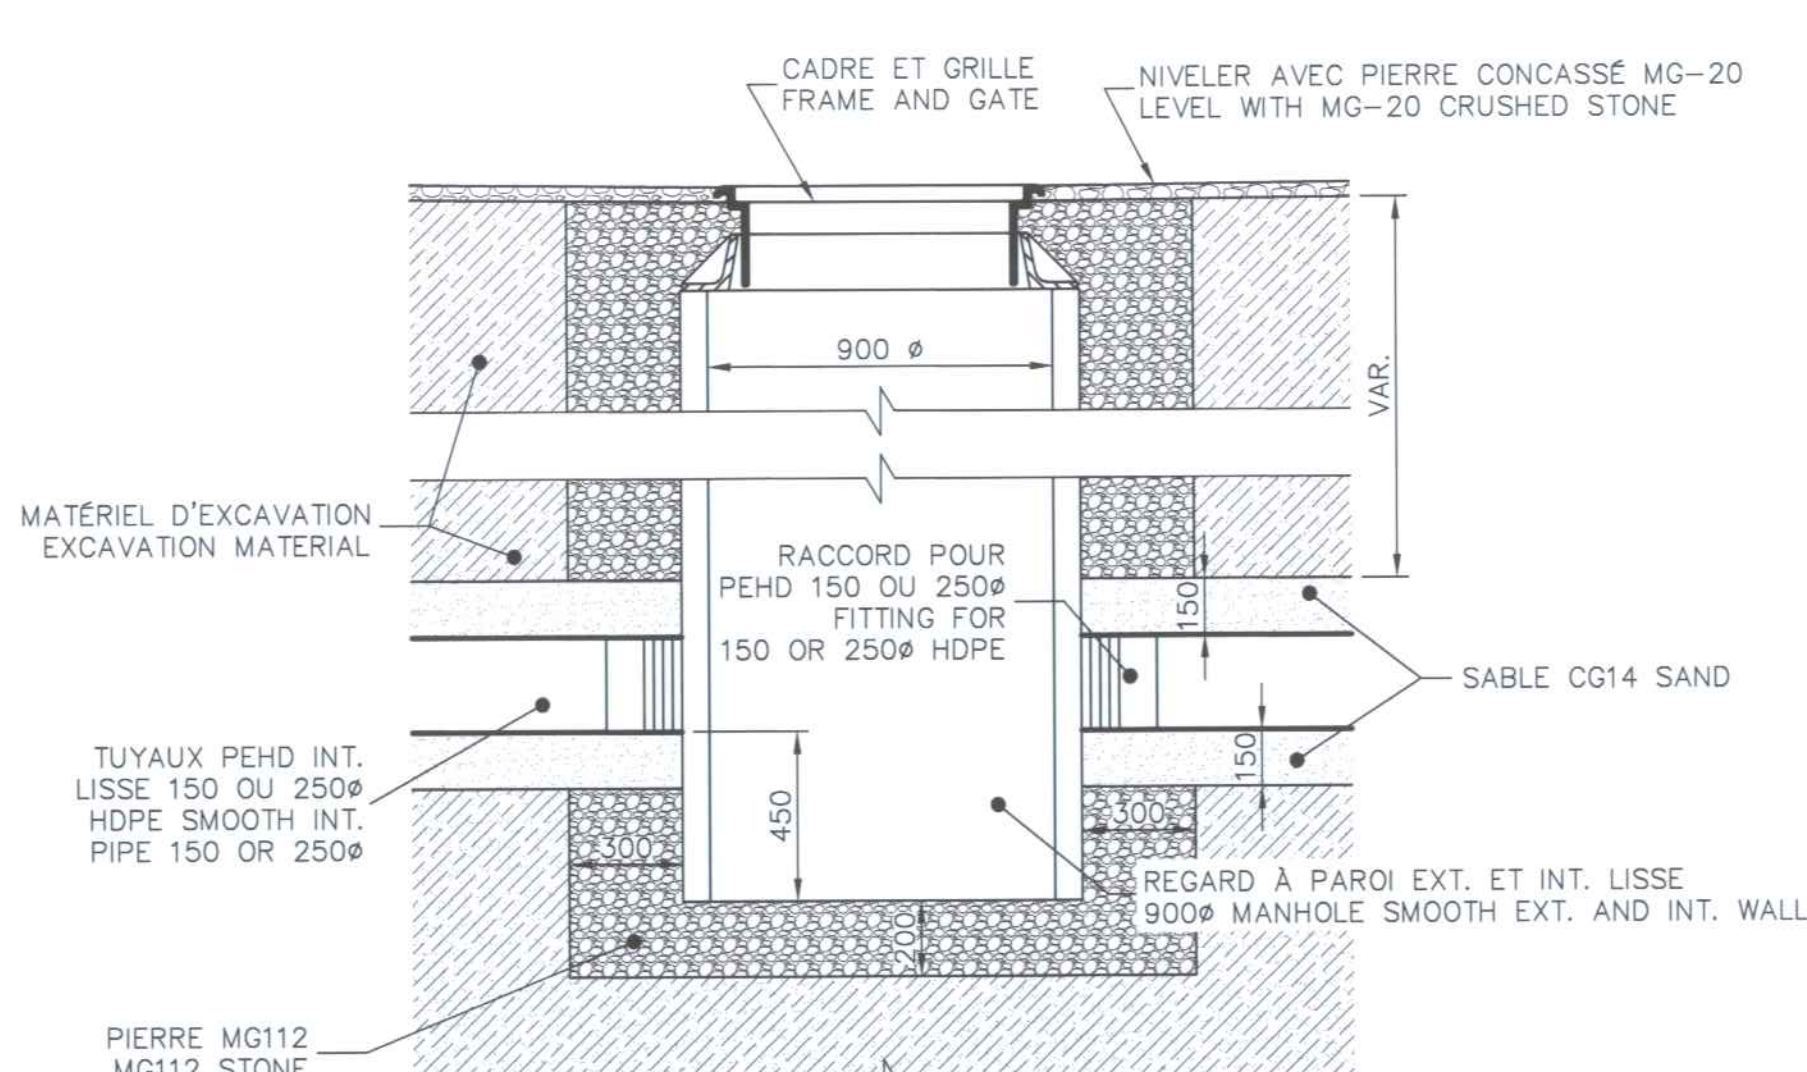 CADRE ET GRILLE
FRAME AND GATE
NIVELER AVEC PIERRE CONCASSÉ MG-20
LEVEL WITH MG-20 CRUSHED STONE
900 ø
VAR.
MATÉRIEL D'EXCAVATION
EXCAVATION MATERIAL
RACCORD POUR
PEHD 150 OU 250ø
FITTING FOR
150 OR 250ø HDPE
150
SABLE CG14 SAND
TUYAUX PEHD INT.
LISSE 150 OU 250ø
HDPE SMOOTH INT.
PIPE 150 OR 250ø
450
150
300
300
REGARD À PAROI EXT. ET INT. LISSE
900ø MANHOLE SMOOTH EXT. AND INT. WALL
200
PIERRE MG112
MG112 STONE